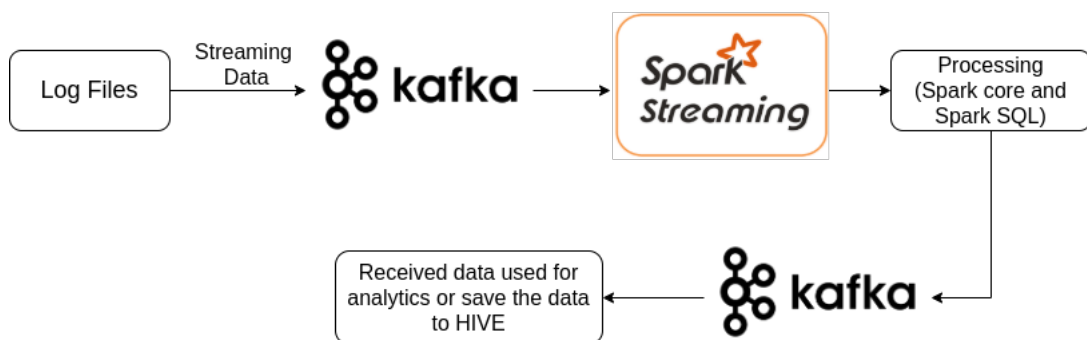 Log Files
Streaming
Data
kafka
Spark
Streaming
Processing
(Spark core and
Spark SQL)
Received data used for
analytics or save the data
to HIVE
kafka